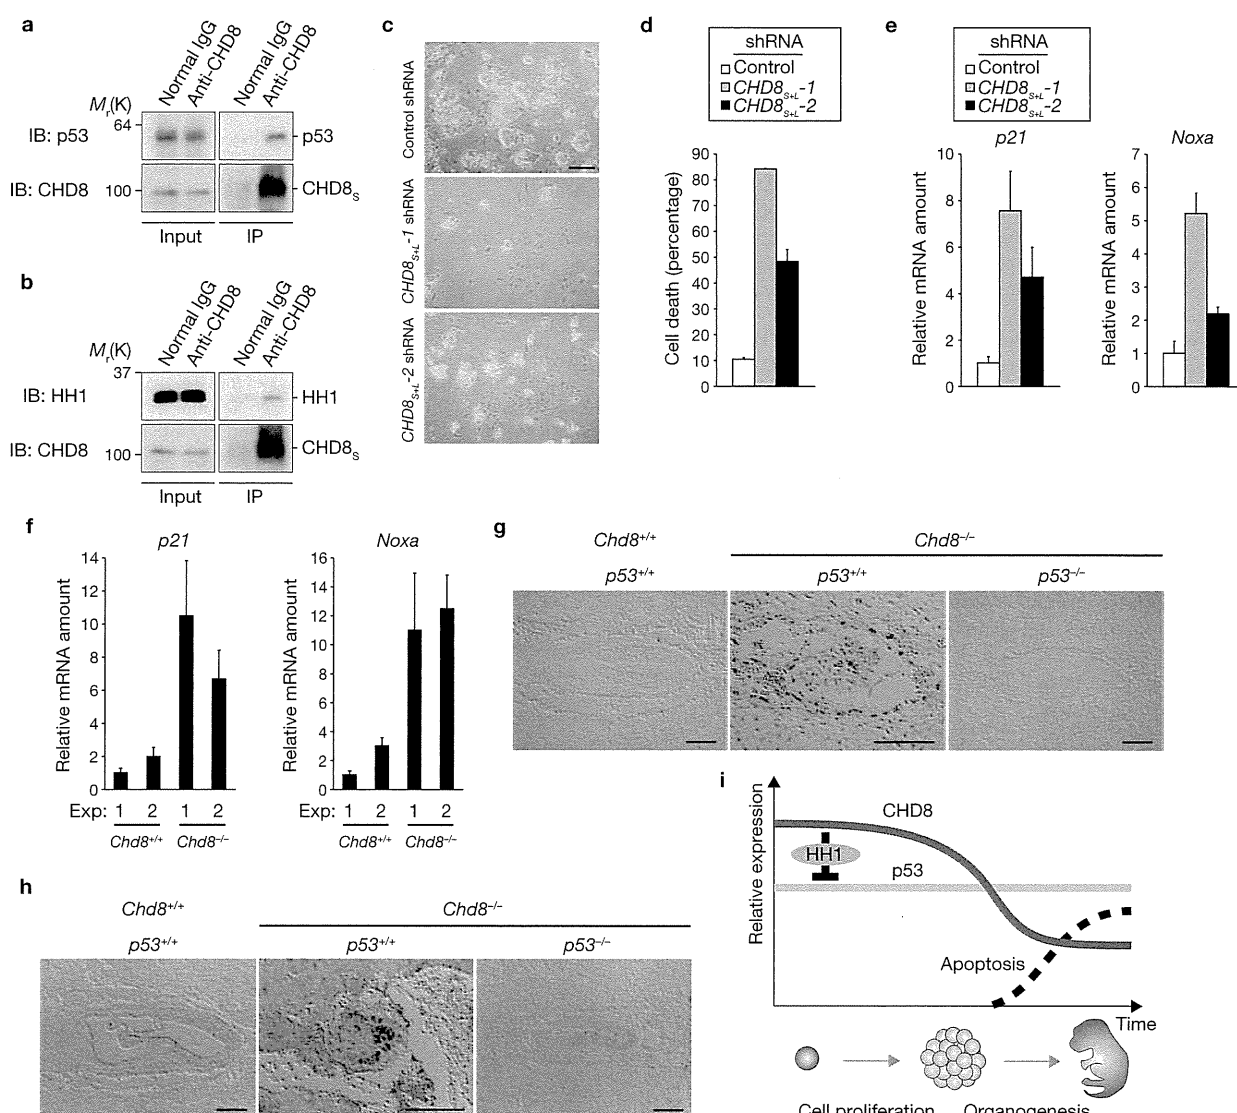 a
Normal IgG
Anti-CHD8
Normal IgG
Anti-CHD8
Mr(K)
64
IB: p53
p53
IB: CHD8
100
CHD8S
Input
IP
b
Normal IgG
Anti-CHD8
Normal IgG
Anti-CHD8
Mr(K)
37
IB: HH1
HH1
IB: CHD8
100
CHD8S
Input
IP
c
Control shRNA
CHD8S+L-1 shRNA
CHD8S+L-2 shRNA
d
shRNA
Control
CHD8S+L-1
CHD8S+L-2
Cell death (percentage)
90
80
70
60
50
40
30
20
10
0
e
shRNA
Control
CHD8S+L-1
CHD8S+L-2
p21
Relative mRNA amount
10
8
6
4
2
0
Noxa
Relative mRNA amount
7
6
5
4
3
2
1
0
f
p21
Relative mRNA amount
14
12
10
8
6
4
2
0
Exp: 1 2 1 2
Chd8+/+ Chd8–/–
Noxa
Relative mRNA amount
16
14
12
10
8
6
4
2
0
1 2 1 2
Chd8+/+ Chd8–/–
g
Chd8+/+ Chd8–/–
p53+/+ p53+/+ p53–/–
h
Chd8+/+ Chd8–/–
p53+/+ p53+/+ p53–/–
i
Relative expression
CHD8
HH1
p53
Apoptosis
Time
Cell proliferation Organogenesis